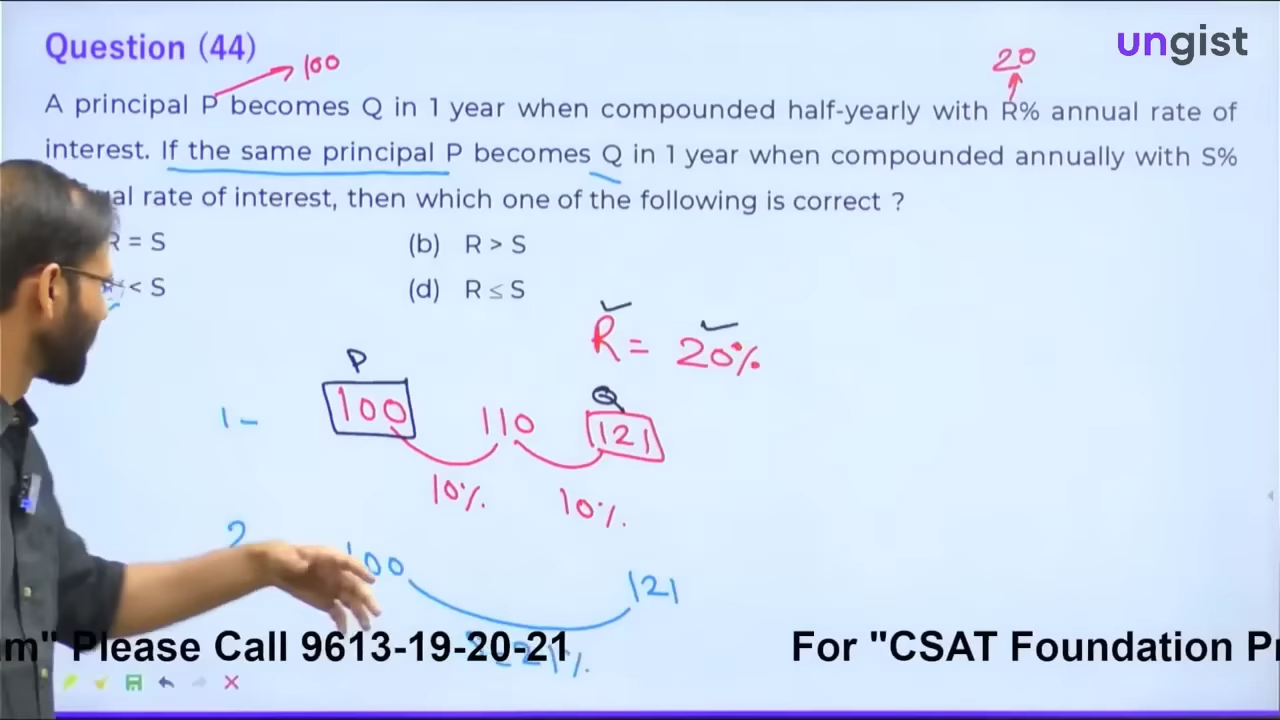 Question (44)
ungist
100
20
A principal P becomes Q in 1 year when compounded half-yearly with R% annual rate of
interest. If the same principal P becomes Q in 1 year when compounded annually with S%
al rate of interest, then which one of the following is correct ?
R = S
(b) R > S
< S
(d) R ≤ S
R = 20%
P
Q
1- 100 110 121
10% 10%
2 100 121
21%
m" Please Call 9613-19-20-21 For "CSAT Foundation Pr